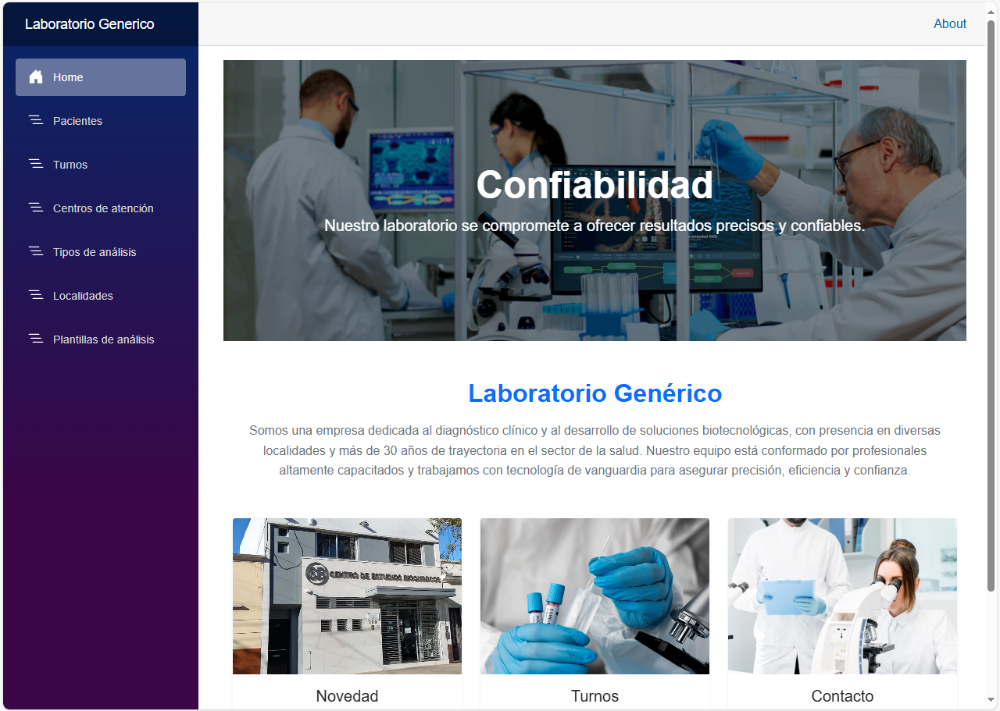 Laboratorio Generico
About
Home
Pacientes
Turnos
Centros de atención
Tipos de análisis
Localidades
Plantillas de análisis
Confiabilidad
Nuestro laboratorio se compromete a ofrecer resultados precisos y confiables.
Laboratorio Genérico
Somos una empresa dedicada al diagnóstico clínico y al desarrollo de soluciones biotecnológicas, con presencia en diversas
localidades y más de 30 años de trayectoria en el sector de la salud. Nuestro equipo está conformado por profesionales
altamente capacitados y trabajamos con tecnología de vanguardia para asegurar precisión, eficiencia y confianza.
CENTRO DE ESTUDIOS BIOQUIMICOS
Novedad
Turnos
Contacto